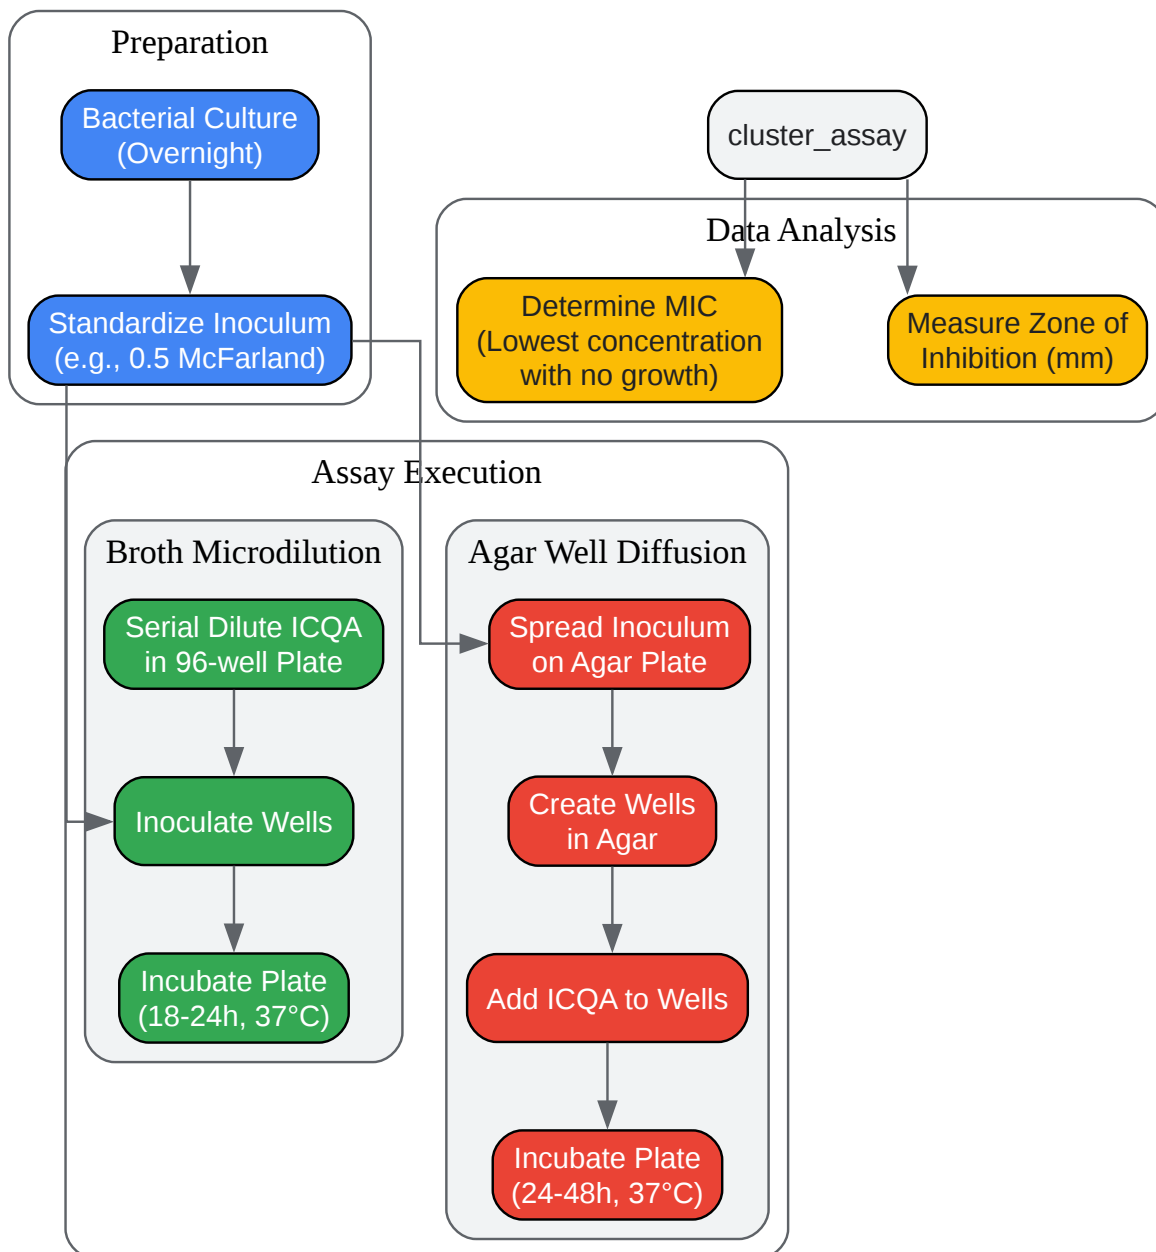 Preparation
Bacterial Culture
(Overnight)
Standardize Inoculum
(e.g., 0.5 McFarland)
cluster_assay
Data Analysis
Determine MIC
(Lowest concentration
with no growth)
Measure Zone of
Inhibition (mm)
Assay Execution
Broth Microdilution
Serial Dilute ICQA
in 96-well Plate
Inoculate Wells
Incubate Plate
(18-24h, 37°C)
Agar Well Diffusion
Spread Inoculum
on Agar Plate
Create Wells
in Agar
Add ICQA to Wells
Incubate Plate
(24-48h, 37°C)